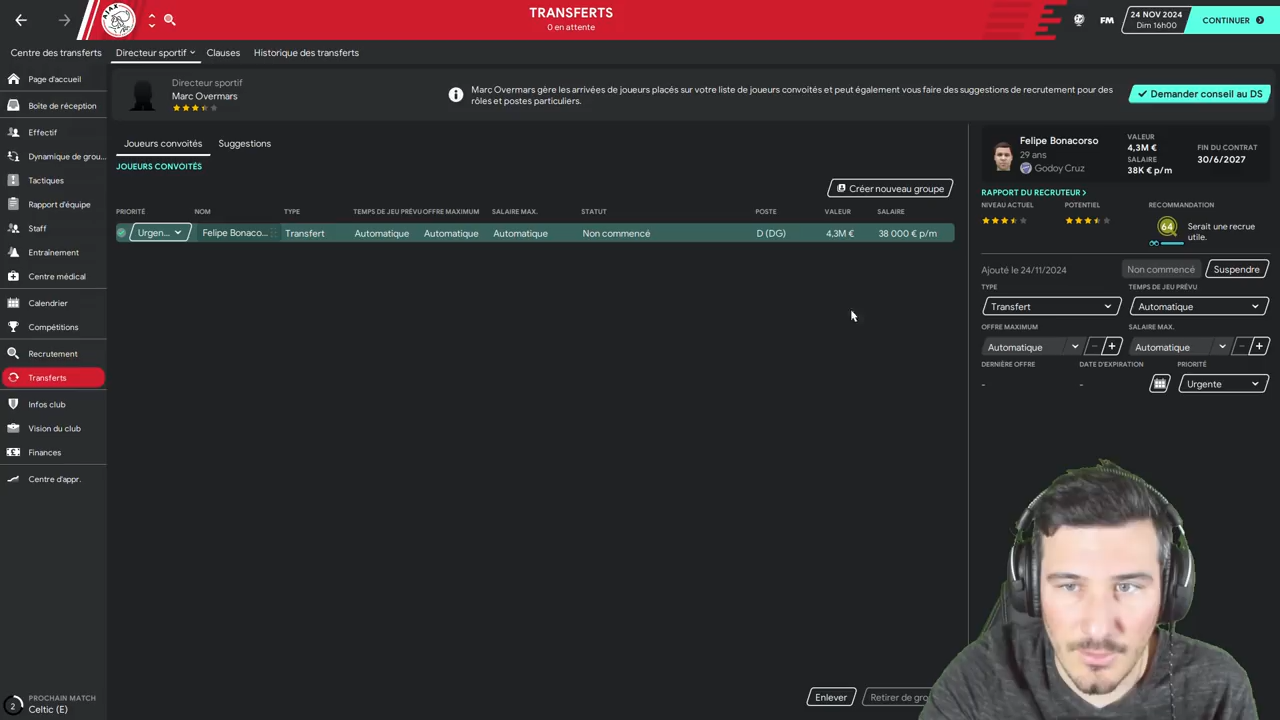 AJAX
TRANSFERTS
0 en attente
FM
24 NOV 2024
Dim 16h00
CONTINUER
Centre des transferts
Directeur sportif
Clauses
Historique des transferts
Page d'accueil
Boîte de réception
Effectif
Dynamique de grou...
Tactiques
Rapport d'équipe
Staff
Entrainement
Centre médical
Calendrier
Compétitions
Recrutement
Transferts
Infos club
Vision du club
Finances
Centre d'appr.
2
PROCHAIN MATCH
Celtic (E)
Directeur sportif
Marc Overmars
Marc Overmars gère les arrivées de joueurs placés sur votre liste de joueurs convoités et peut également vous faire des suggestions de recrutement pour des
rôles et postes particuliers.
Demander conseil au DS
Joueurs convoités
Suggestions
JOUEURS CONVOITÉS
Créer nouveau groupe
PRIORITÉ NOM TYPE TEMPS DE JEU PRÉVU OFFRE MAXIMUM SALAIRE MAX. STATUT POSTE VALEUR SALAIRE
Urgen... Felipe Bonaco... Transfert Automatique Automatique Automatique Non commencé D (DG) 4,3M € 38 000 € p/m
Enlever
Retirer de gro
Felipe Bonacorso
29 ans
Godoy Cruz
VALEUR
4,3M €
SALAIRE
38K € p/m
FIN DU CONTRAT
30/6/2027
RAPPORT DU RECRUTEUR >
NIVEAU ACTUEL
POTENTIEL
RECOMMANDATION
64
Serait une recrue
utile.
Ajouté le 24/11/2024
Non commencé
Suspendre
TYPE
TEMPS DE JEU PRÉVU
Transfert
Automatique
OFFRE MAXIMUM
SALAIRE MAX.
Automatique
Automatique
DERNIÈRE OFFRE
DATE D'EXPIRATION
PRIORITÉ
-
-
Urgente